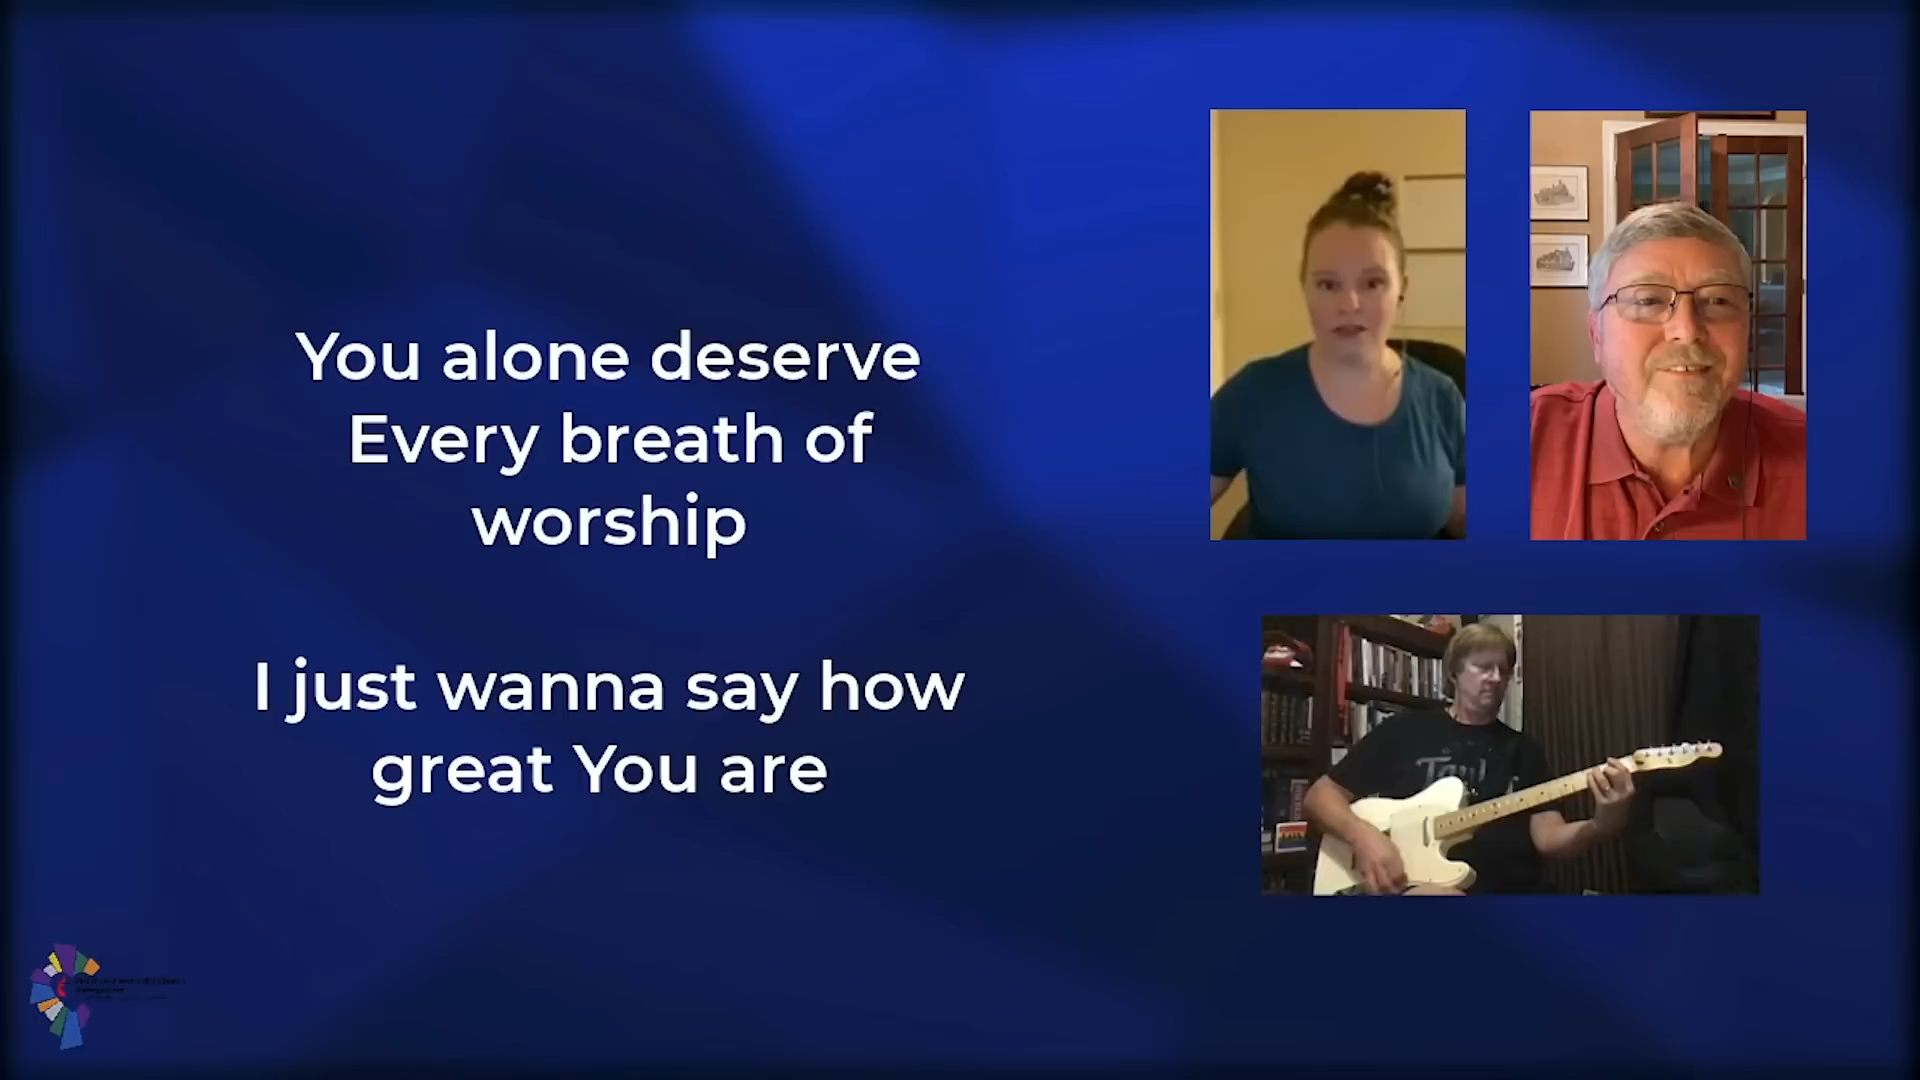 You alone deserve
Every breath of
worship
I just wanna say how
great You are